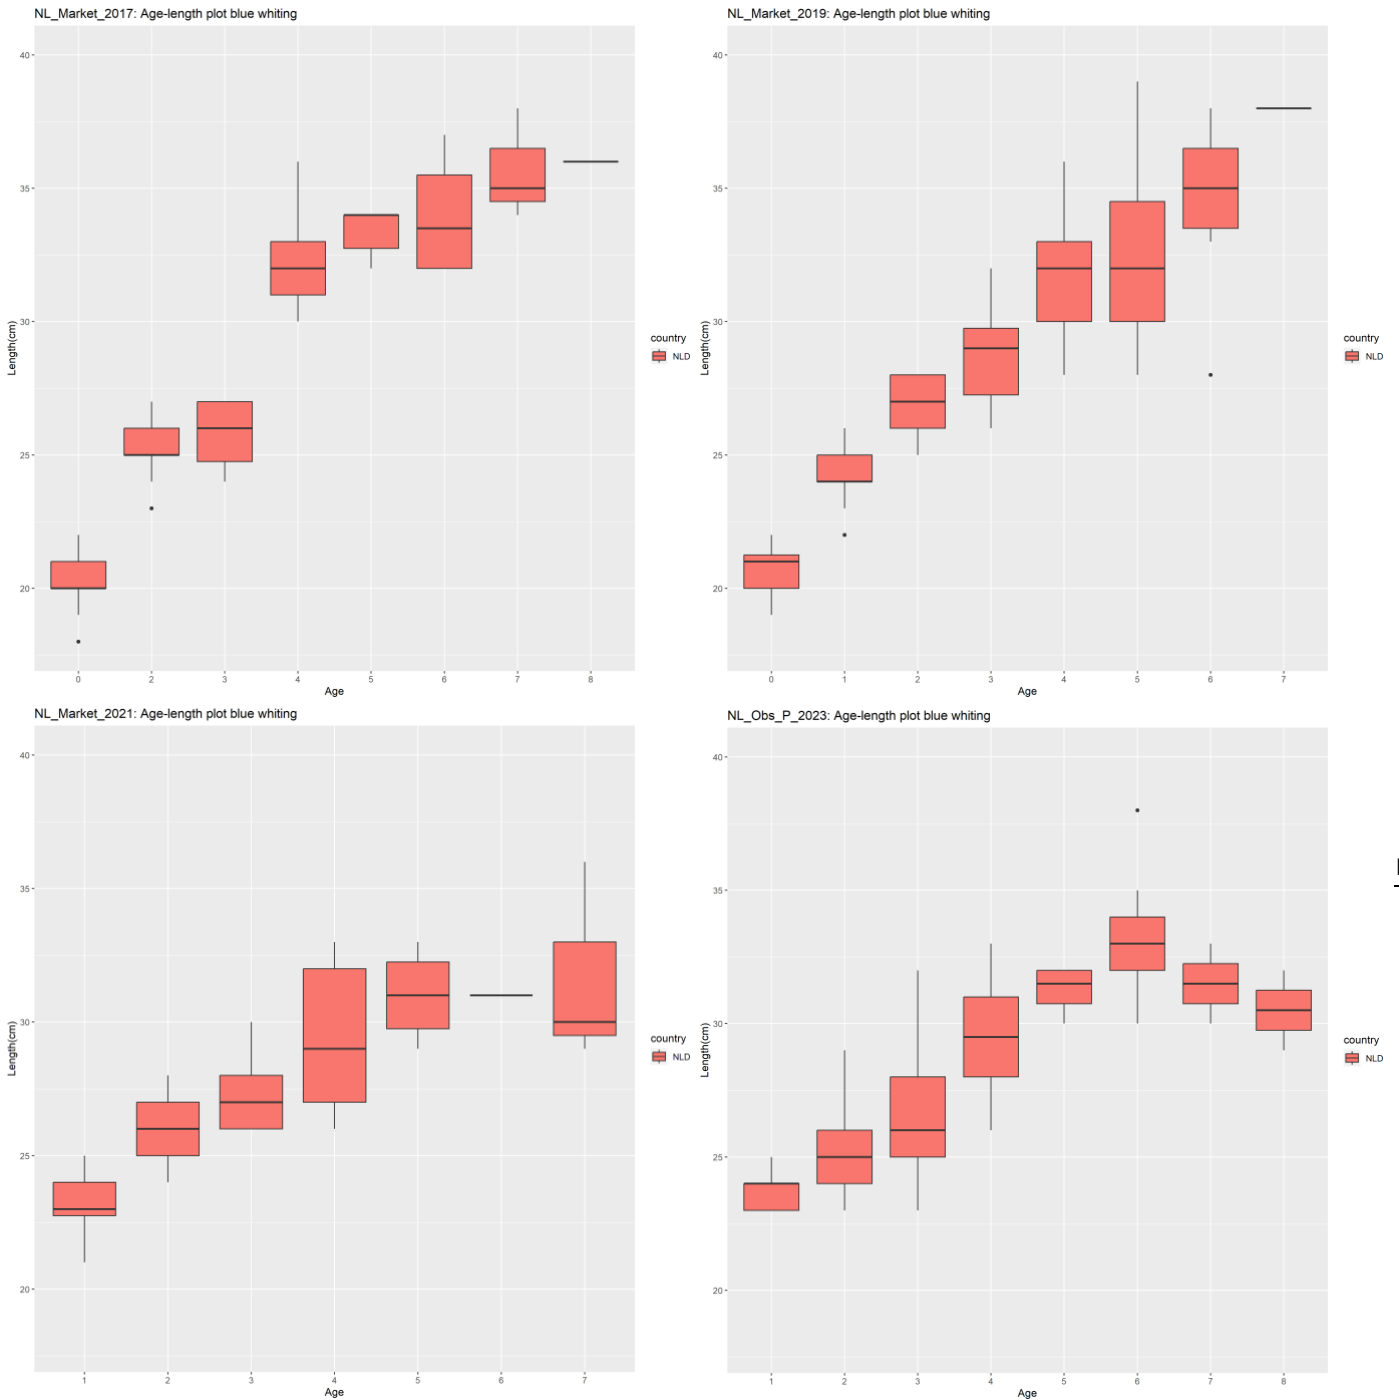 NL_Market_2017: Age-length plot blue whiting
40
35
30
25
20
Length(cm)
0 2 3 4 5 6 7 8
Age
country
NLD
NL_Market_2019: Age-length plot blue whiting
40
35
30
25
20
Length(cm)
0 1 2 3 4 5 6 7
Age
country
NLD
NL_Market_2021: Age-length plot blue whiting
40
35
30
25
20
Length(cm)
1 2 3 4 5 6 7
Age
country
NLD
NL_Obs_P_2023: Age-length plot blue whiting
40
35
30
25
20
Length(cm)
1 2 3 4 5 6 7 8
Age
country
NLD